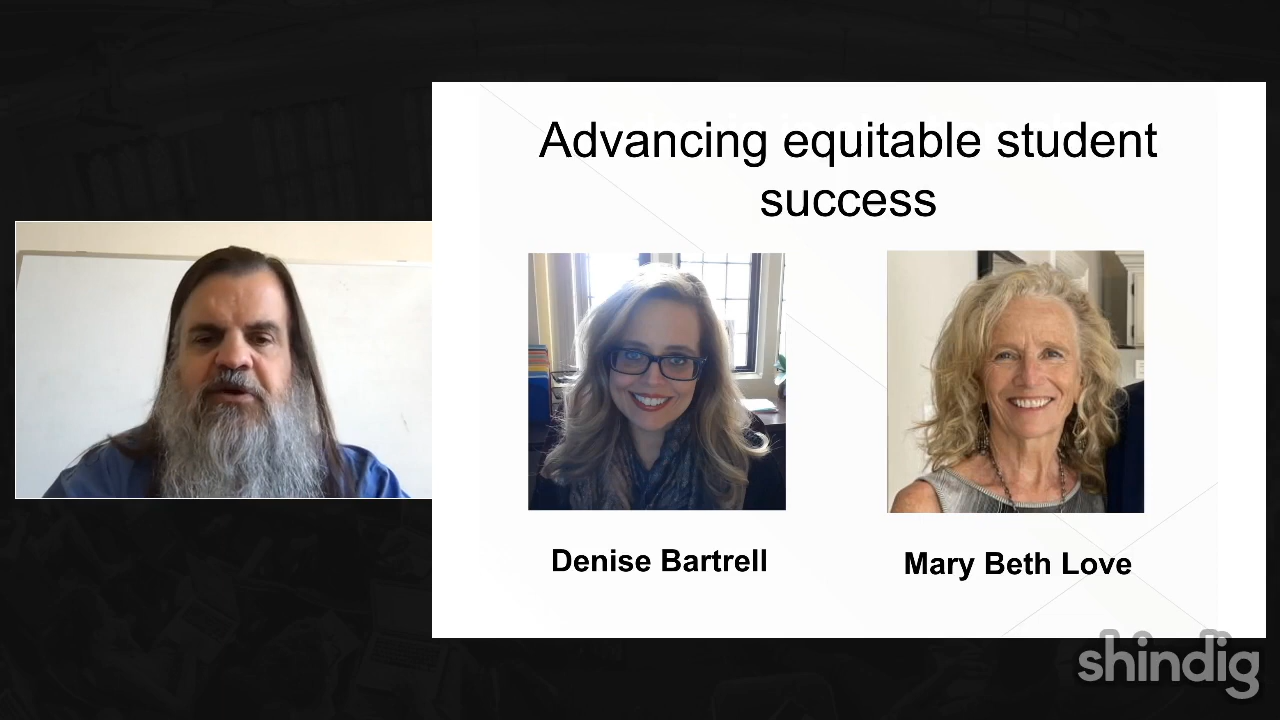 Advancing equitable student
success
Denise Bartrell
Mary Beth Love
shindig